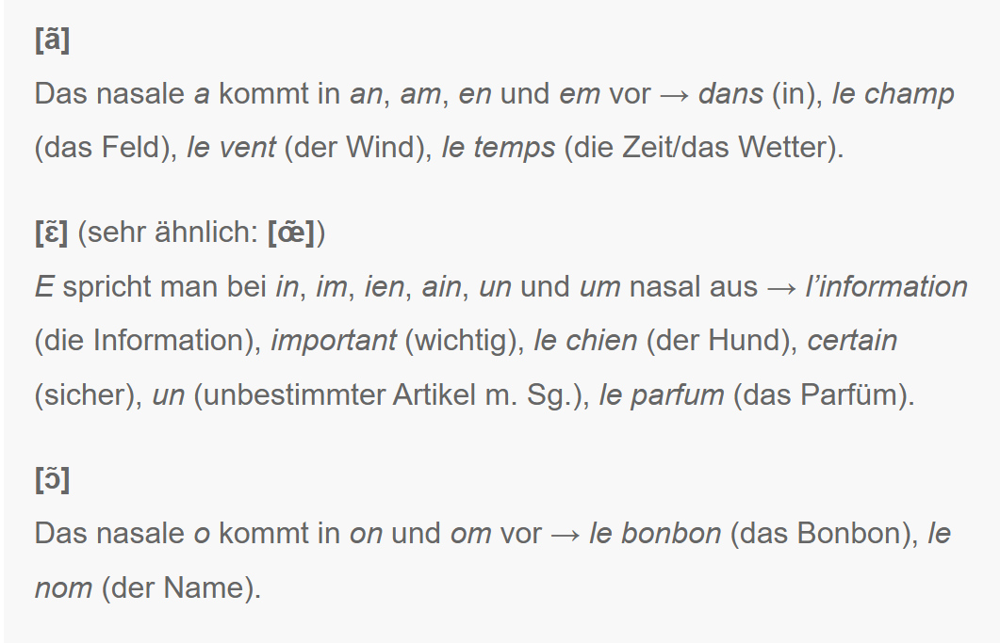 [ã]
Das nasale a kommt in an, am, en und em vor → dans (in), le champ
(das Feld), le vent (der Wind), le temps (die Zeit/das Wetter).
[ɛ̃] (sehr ähnlich: [œ̃])
E spricht man bei in, im, ien, ain, un und um nasal aus → l’information
(die Information), important (wichtig), le chien (der Hund), certain
(sicher), un (unbestimmter Artikel m. Sg.), le parfum (das Parfüm).
[ɔ̃]
Das nasale o kommt in on und om vor → le bonbon (das Bonbon), le
nom (der Name).